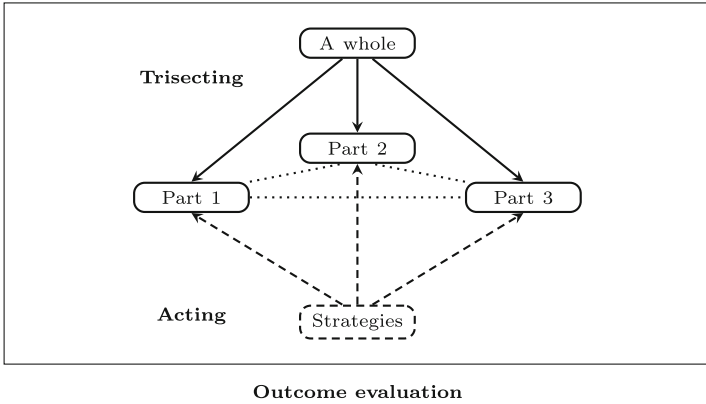 A whole
Trisecting
Part 2
Part 1
Part 3
Acting
Strategies
Outcome evaluation